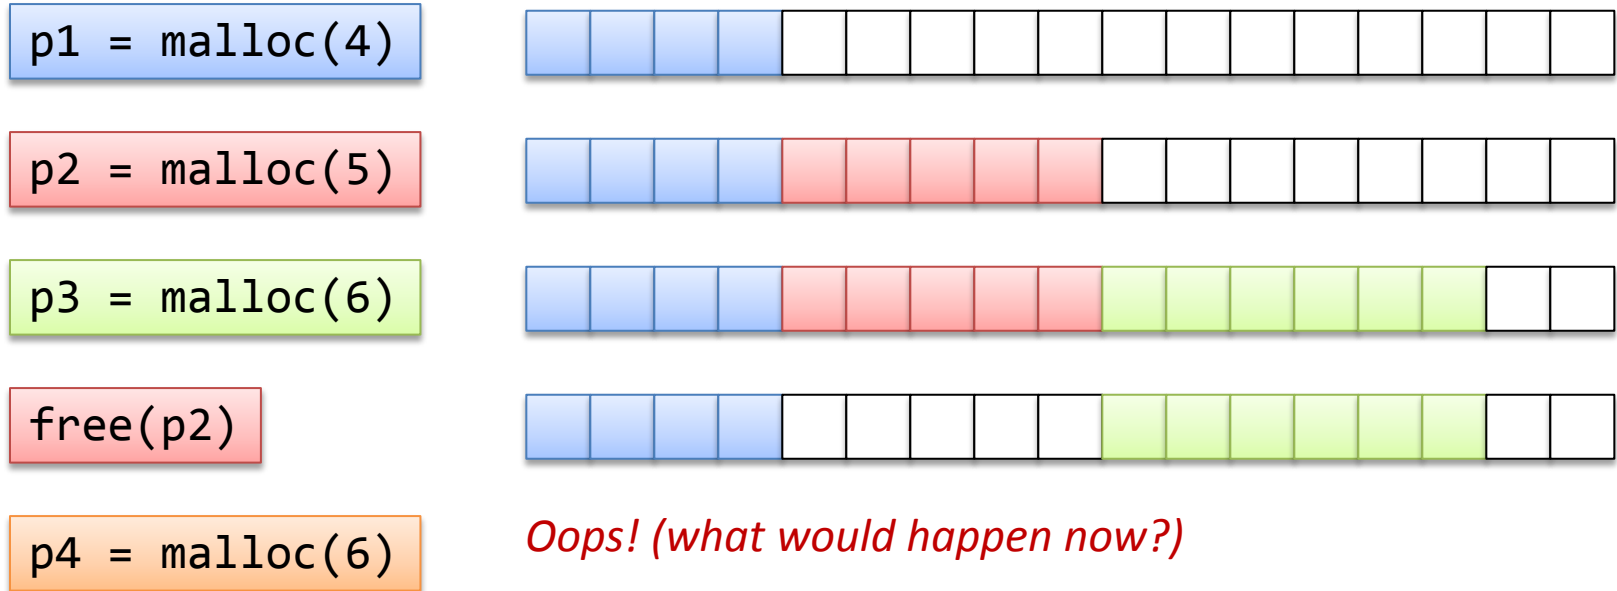 p1 = malloc(4)
p2 = malloc(5)
p3 = malloc(6)
free(p2)
p4 = malloc(6)
Oops! (what would happen now?)